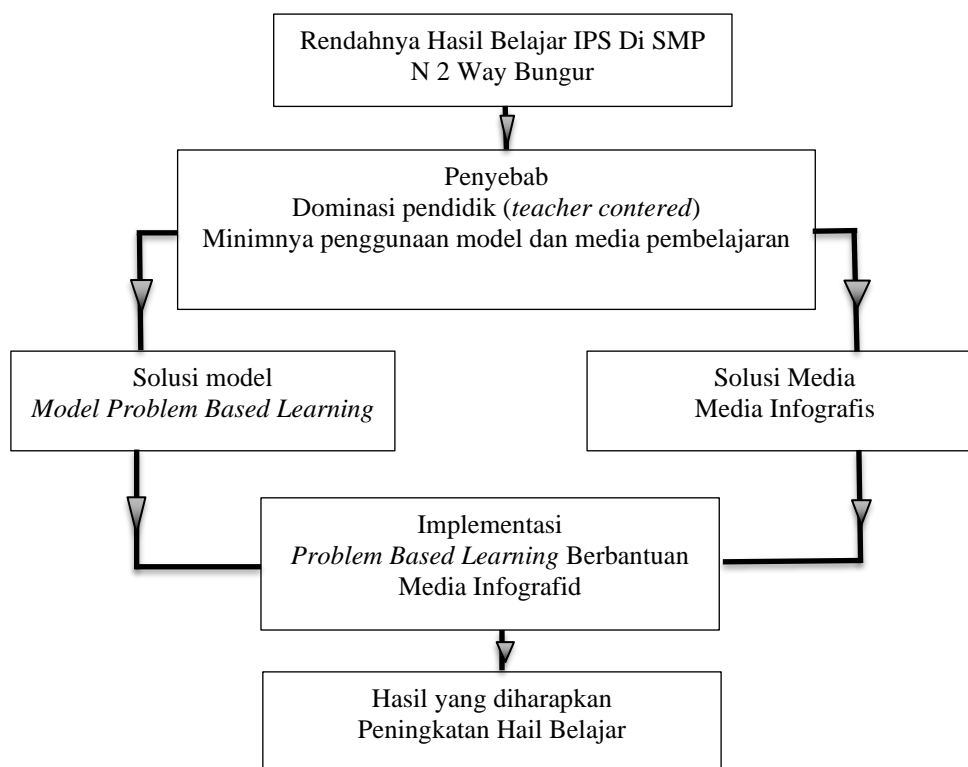 Rendahnya Hasil Belajar IPS Di SMP
N 2 Way Bungur
Penyebab
Dominasi pendidik (teacher contered)
Minimnya penggunaan model dan media pembelajaran
Solusi model
Model Problem Based Learning
Solusi Media
Media Infografis
Implementasi
Problem Based Learning Berbantuan
Media Infografid
Hasil yang diharapkan
Peningkatan Hail Belajar